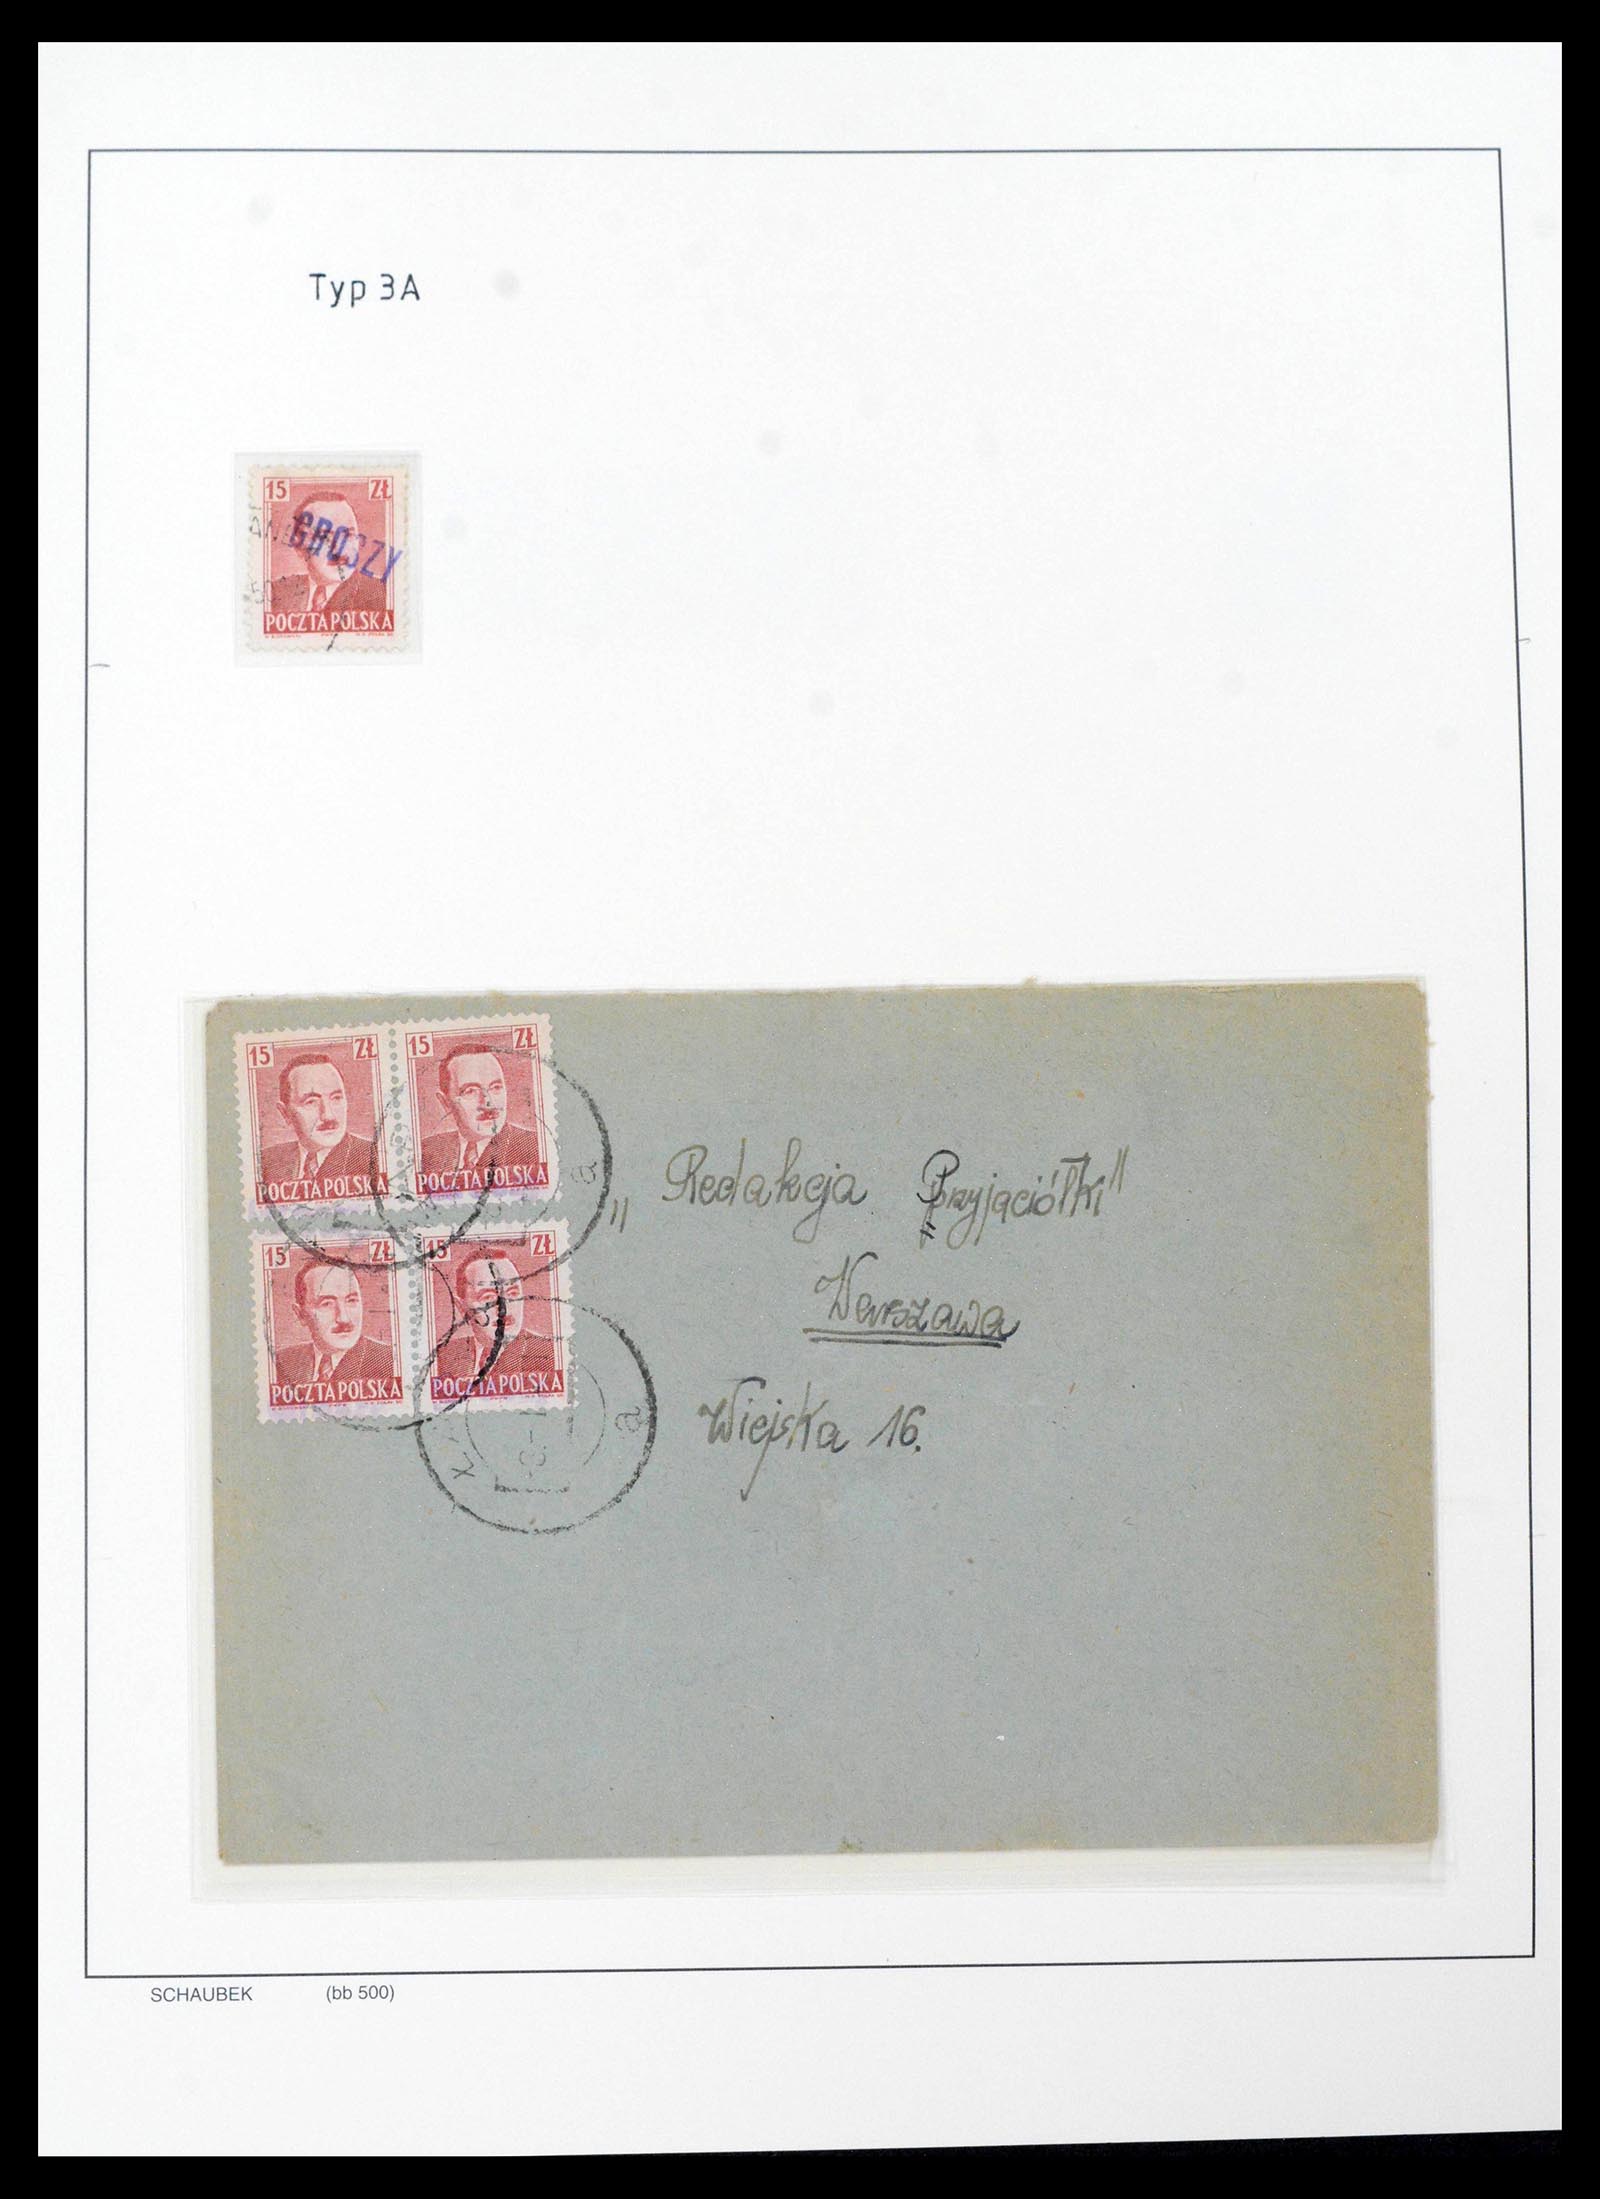 Typ 3A
15 ZŁ
GROSZY
POCZTA POLSKA
15 ZŁ 15 ZŁ
POCZTA POLSKA POCZTA POLSKA
a
„Redakcja „Przyjaciółki"
15 ZŁ 15 ZŁ
Warszawa
POCZTA POLSKA POCZTA POLSKA
a
Wiejska 16.
SCHAUBEK (bb 500)